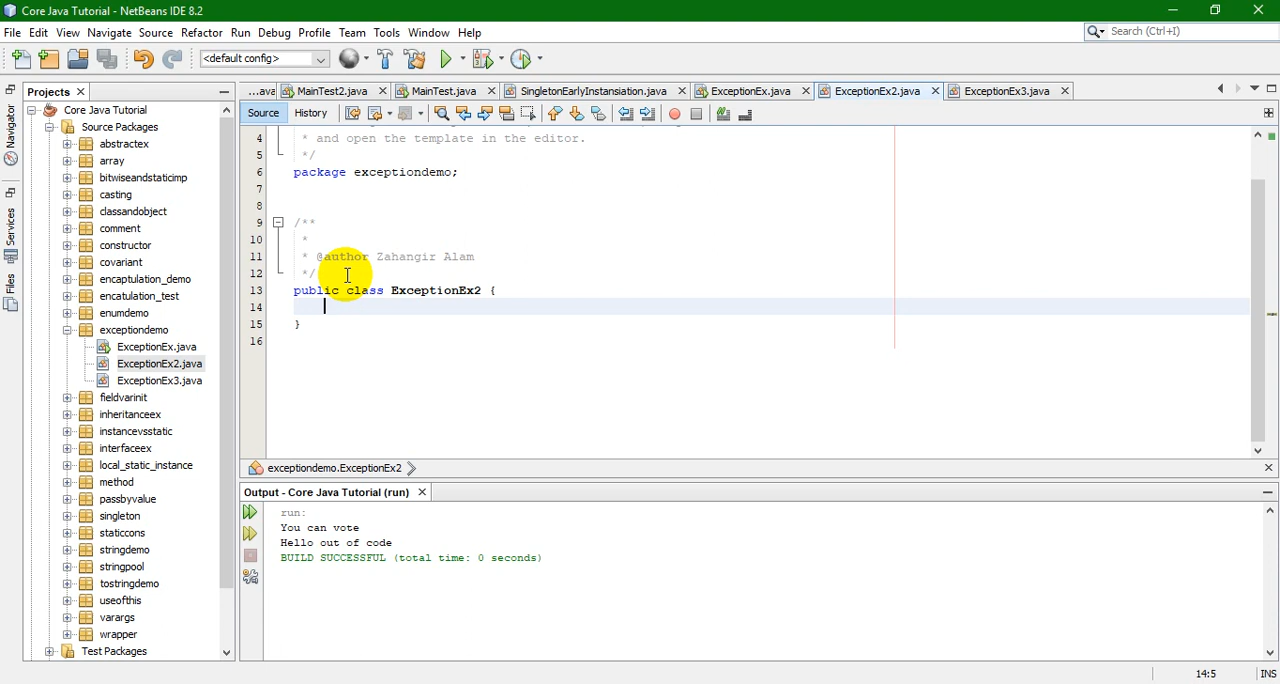 Core Java Tutorial - NetBeans IDE 8.2
File Edit View Navigate Source Refactor Run Debug Profile Team Tools Window Help
Search (Ctrl+I)
<default config>
Projects
...ava MainTest2.java MainTest.java SingletonEarlyInstansiation.java ExceptionEx.java ExceptionEx2.java ExceptionEx3.java
Source History
Navigator
Services
Files
Core Java Tutorial
Source Packages
abstractex
array
bitwiseandstaticimp
casting
classandobject
comment
constructor
covariant
encaptulation_demo
encatulation_test
enumdemo
exceptiondemo
ExceptionEx.java
ExceptionEx2.java
ExceptionEx3.java
fieldvarinit
inheritanceex
instancevsstatic
interfaceex
local_static_instance
method
passbyvalue
singleton
staticcons
stringdemo
stringpool
tostringdemo
useofthis
varargs
wrapper
Test Packages
4 * and open the template in the editor.
5 */
6 package exceptiondemo;
7
8
9 /**
10 *
11 * @author Zahangir Alam
12 */
13 public class ExceptionEx2 {
14
15 }
16
exceptiondemo.ExceptionEx2
Output - Core Java Tutorial (run)
run:
You can vote
Hello out of code
BUILD SUCCESSFUL (total time: 0 seconds)
14:5 INS